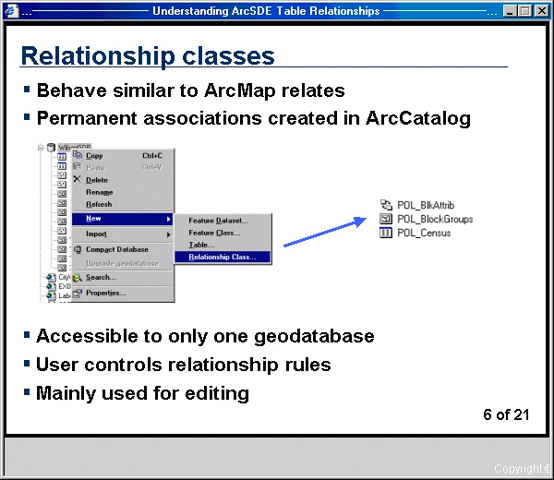 ... Understanding ArcSDE Table Relationships
Relationship classes
▪ Behave similar to ArcMap relates
▪ Permanent associations created in ArcCatalog
Copy Ctrl+C
Paste Ctrl+V
Delete
Rename
Refresh
New
Import
Compact Database
Upgrade geodatabase
Search...
Properties...
Feature Dataset...
Feature Class...
Table...
Relationship Class...
POL_BlkAttrib
POL_BlockGroups
POL_Census
▪ Accessible to only one geodatabase
▪ User controls relationship rules
▪ Mainly used for editing
6 of 21
Copyright